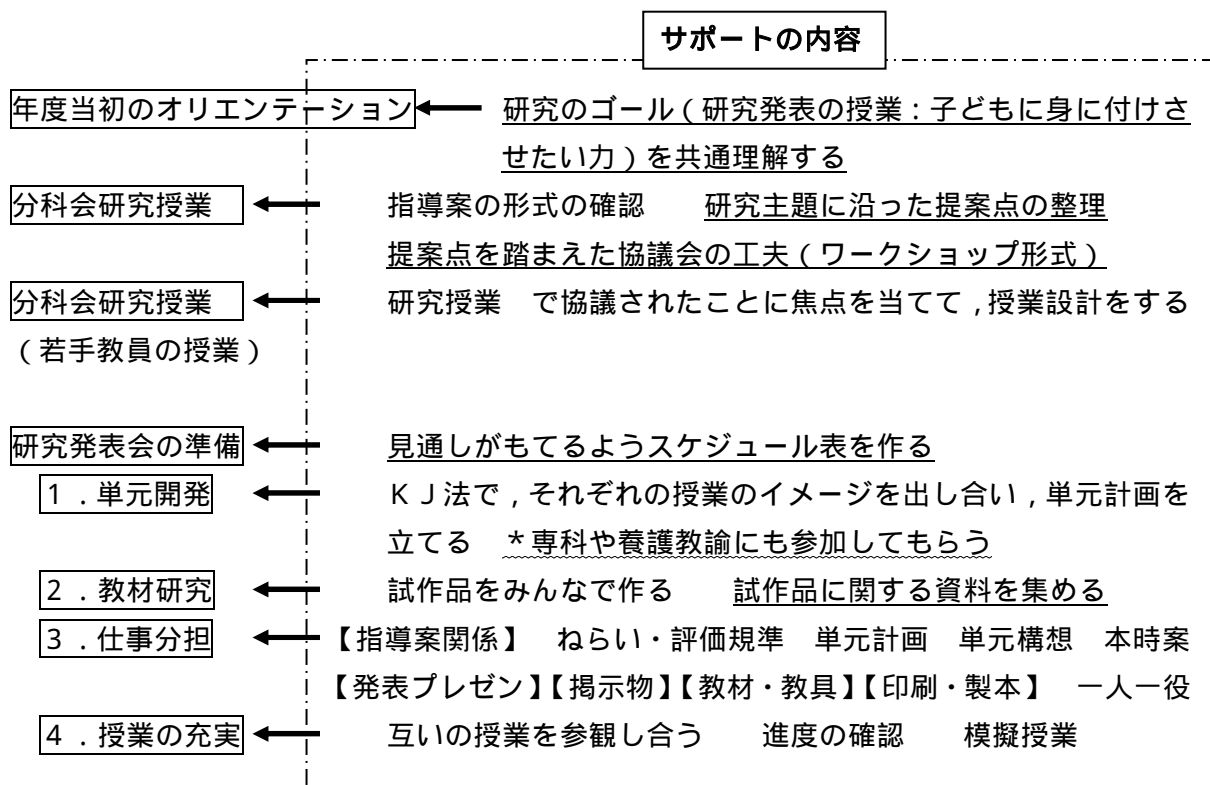 サポートの内容
年度当初のオリエンテーション 研究のゴール（研究発表の授業：子どもに身に付けさ
せたい力）を共通理解する
分科会研究授業 指導案の形式の確認 研究主題に沿った提案点の整理
提案点を踏まえた協議会の工夫（ワークショップ形式）
分科会研究授業 研究授業 で協議されたことに焦点を当てて，授業設計をする
（若手教員の授業）
研究発表会の準備 見通しがもてるようスケジュール表を作る
１．単元開発 ＫＪ法で，それぞれの授業のイメージを出し合い，単元計画を
立てる ＊専科や養護教諭にも参加してもらう
２．教材研究 試作品をみんなで作る 試作品に関する資料を集める
３．仕事分担 【指導案関係】 ねらい・評価規準 単元計画 単元構想 本時案
【発表プレゼン】【掲示物】【教材・教具】【印刷・製本】 一人一役
４．授業の充実 互いの授業を参観し合う 進度の確認 模擬授業